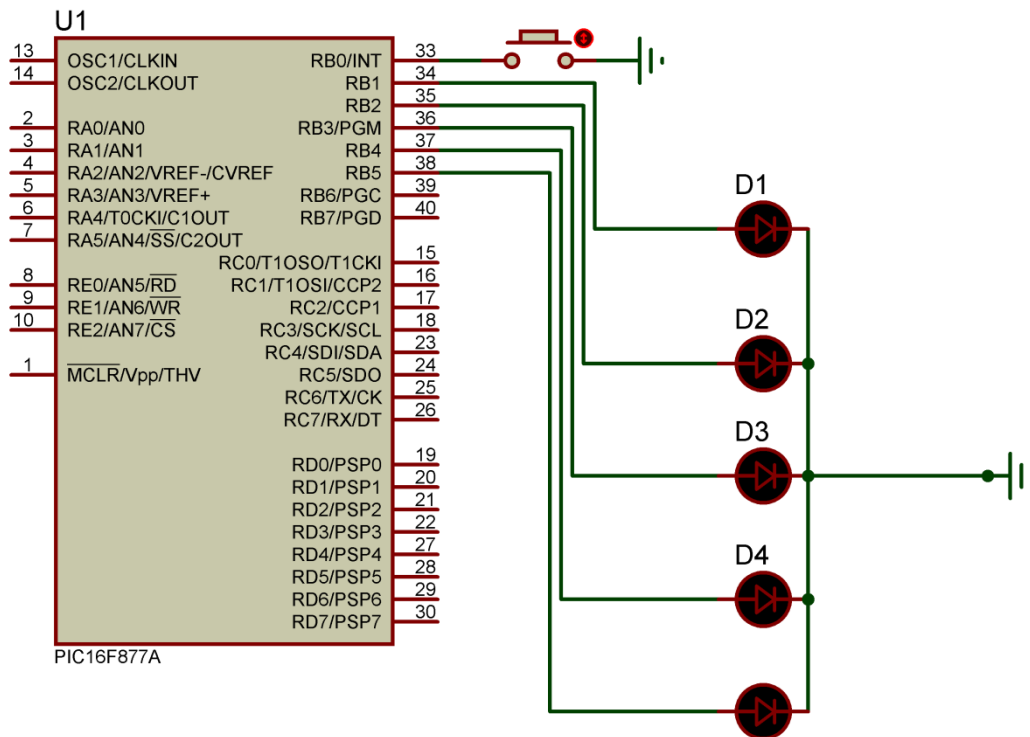 U1
13 OSC1/CLKIN RB0/INT 33
14 OSC2/CLKOUT RB1 34
RB2 35
2 RA0/AN0 RB3/PGM 36
3 RA1/AN1 RB4 37
4 RA2/AN2/VREF-/CVREF RB5 38
5 RA3/AN3/VREF+ RB6/PGC 39
6 RA4/T0CKI/C1OUT RB7/PGD 40
7 RA5/AN4/SS/C2OUT
RC0/T1OSO/T1CKI 15
8 RE0/AN5/RD RC1/T1OSI/CCP2 16
9 RE1/AN6/WR RC2/CCP1 17
10 RE2/AN7/CS RC3/SCK/SCL 18
RC4/SDI/SDA 23
1 MCLR/Vpp/THV RC5/SDO 24
RC6/TX/CK 25
RC7/RX/DT 26
RD0/PSP0 19
RD1/PSP1 20
RD2/PSP2 21
RD3/PSP3 22
RD4/PSP4 27
RD5/PSP5 28
RD6/PSP6 29
RD7/PSP7 30
PIC16F877A
D1
D2
D3
D4